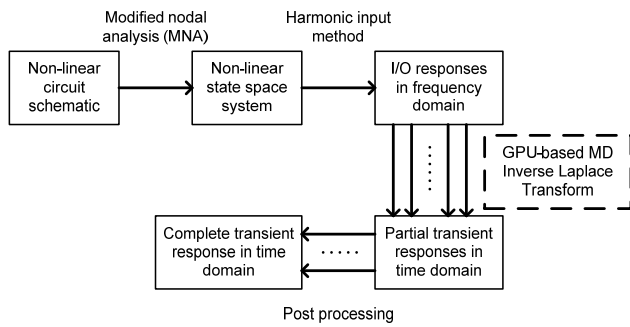 Modified nodal
analysis (MNA)
Harmonic input
method
Non-linear
circuit
schematic
Non-linear
state space
system
I/O responses
in frequency
domain
GPU-based MD
Inverse Laplace
Transform
Complete transient
response in time
domain
Partial transient
responses in
time domain
Post processing